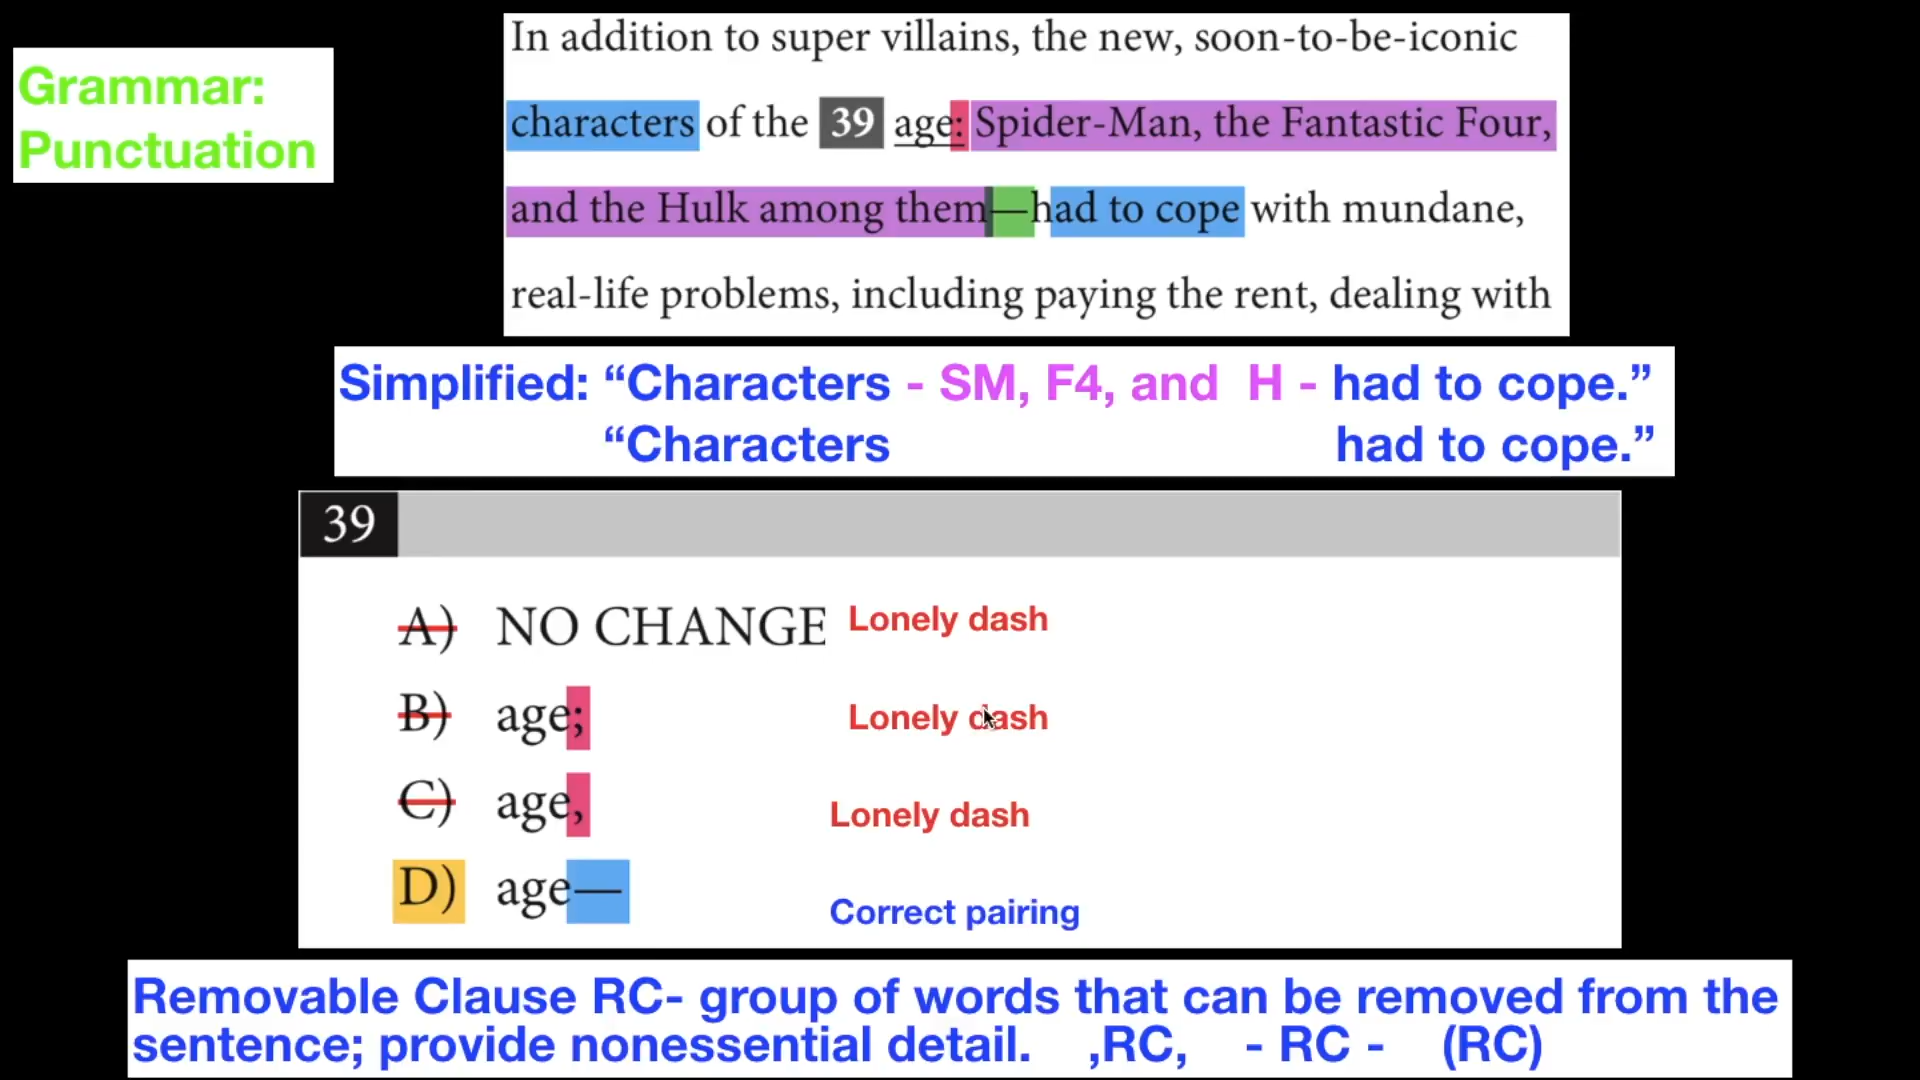 Grammar:
Punctuation
In addition to super villains, the new, soon-to-be-iconic
characters of the 39 age: Spider-Man, the Fantastic Four,
and the Hulk among them—had to cope with mundane,
real-life problems, including paying the rent, dealing with
Simplified: “Characters - SM, F4, and H - had to cope.”
“Characters had to cope.”
39
A) NO CHANGE Lonely dash
B) age; Lonely dash
C) age, Lonely dash
D) age— Correct pairing
Removable Clause RC- group of words that can be removed from the
sentence; provide nonessential detail. ,RC, - RC - (RC)